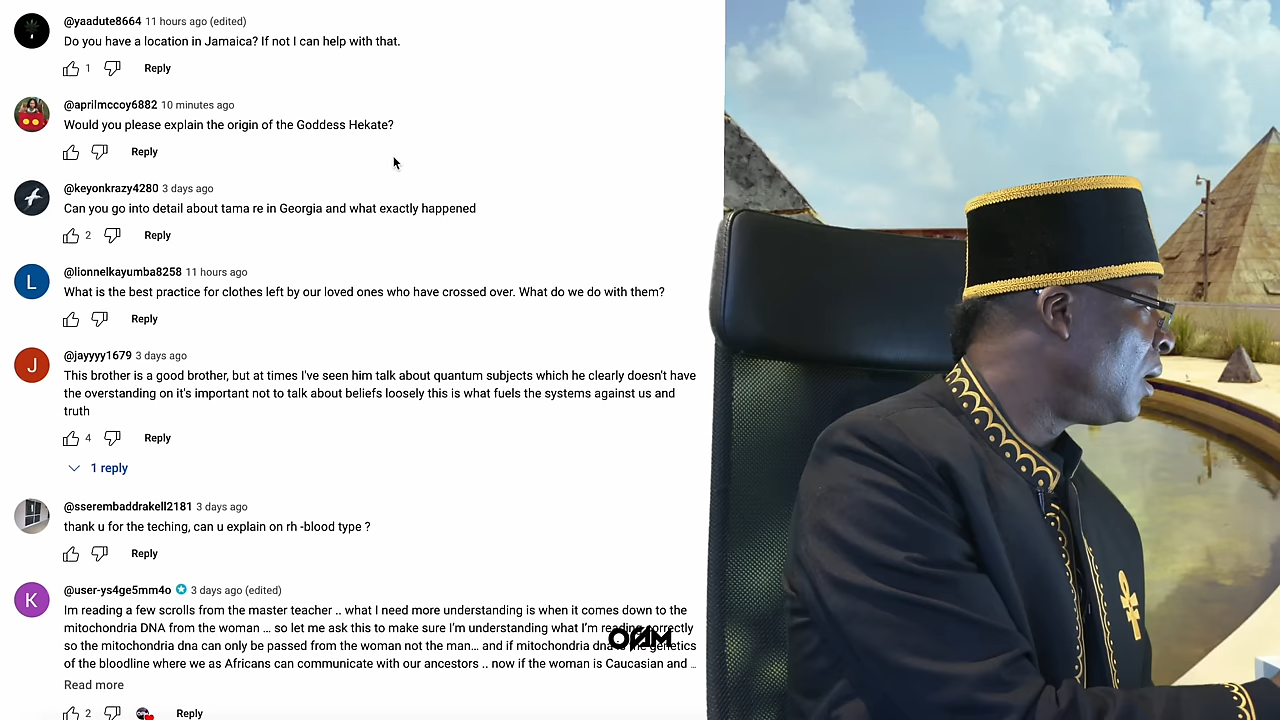 @yaadute8664 11 hours ago (edited)
Do you have a location in Jamaica? If not I can help with that.
1 Reply
@aprilmccoy6882 10 minutes ago
Would you please explain the origin of the Goddess Hekate?
Reply
@keyonkrazy4280 3 days ago
Can you go into detail about tama re in Georgia and what exactly happened
2 Reply
@lionnelkayumba8258 11 hours ago
L
What is the best practice for clothes left by our loved ones who have crossed over. What do we do with them?
Reply
@jayyyy1679 3 days ago
J
This brother is a good brother, but at times I've seen him talk about quantum subjects which he clearly doesn't have
the overstanding on it's important not to talk about beliefs loosely this is what fuels the systems against us and
truth
4 Reply
1 reply
@sserembaddrakell2181 3 days ago
thank u for the teching, can u explain on rh -blood type ?
Reply
@user-ys4ge5mm4o 3 days ago (edited)
K
Im reading a few scrolls from the master teacher .. what I need more understanding is when it comes down to the
mitochondria DNA from the woman ... so let me ask this to make sure I'm understanding what I'm reading correctly
so the mitochondria dna can only be passed from the woman not the man... and if mitochondria dna the genetics
of the bloodline where we as Africans can communicate with our ancestors .. now if the woman is Caucasian and ...
Read more
2 Reply